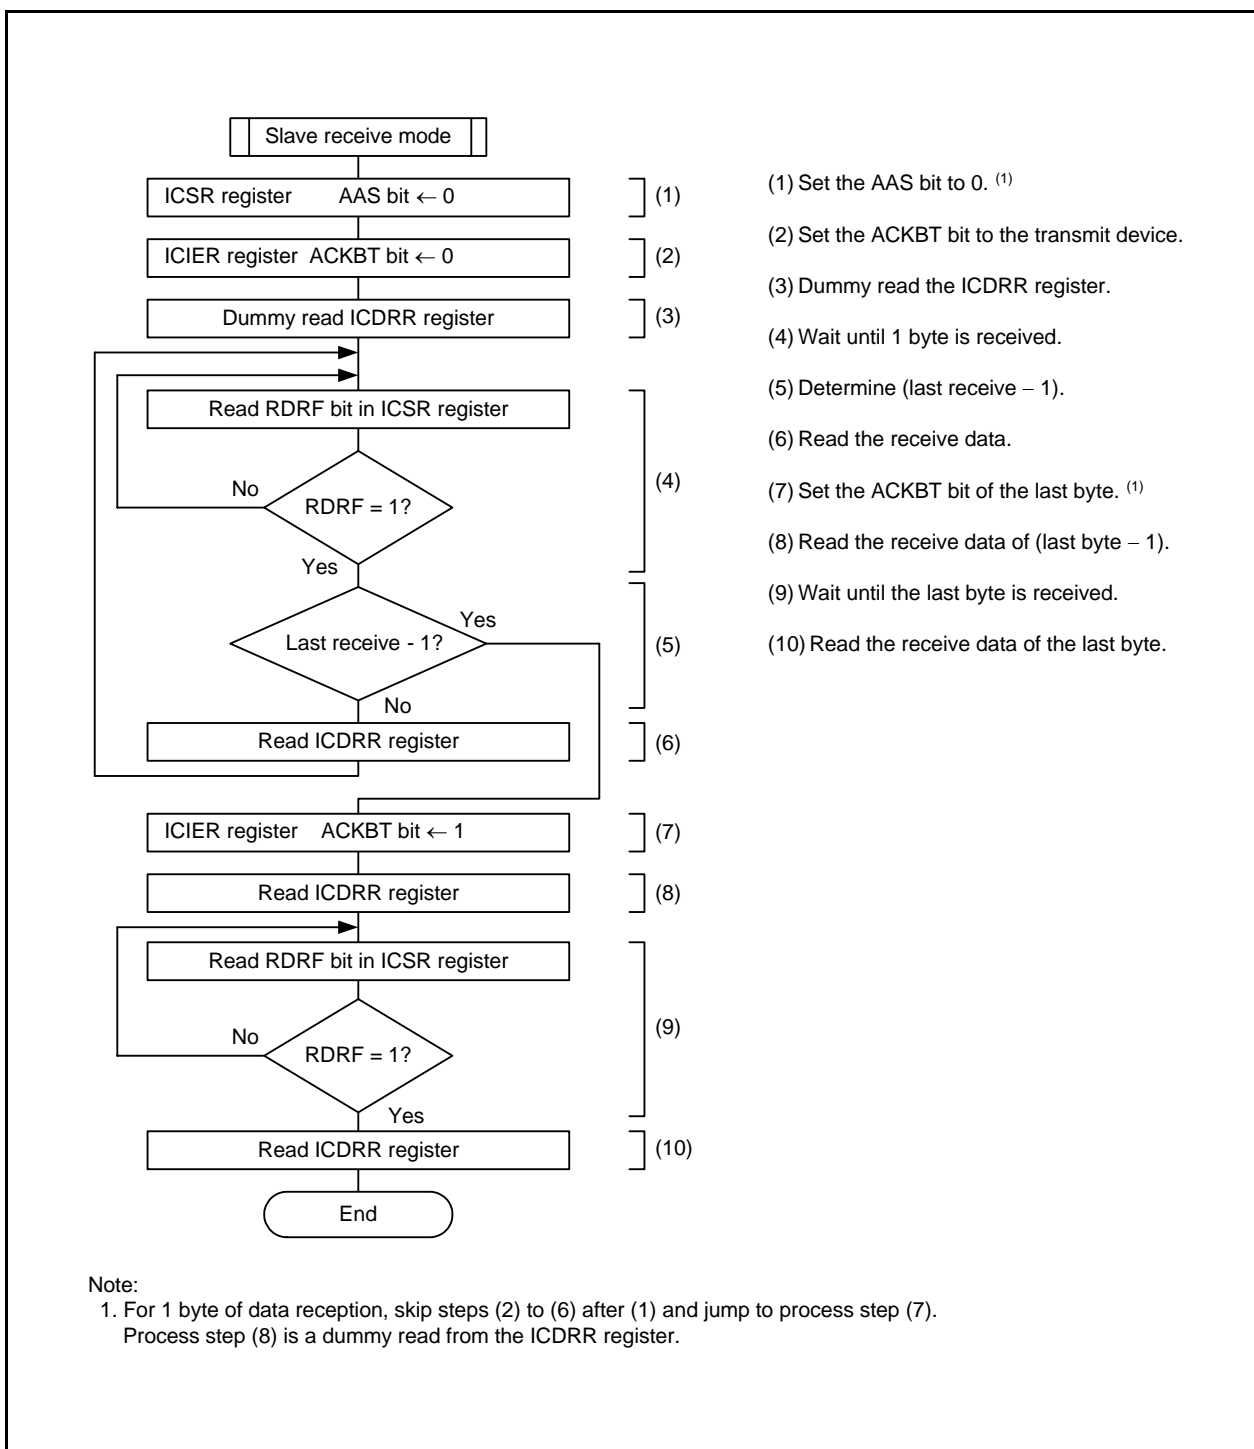 Slave receive mode
ICSR register AAS bit ← 0
(1)
ICIER register ACKBT bit ← 0
(2)
Dummy read ICDRR register
(3)
Read RDRF bit in ICSR register
No
RDRF = 1?
(4)
Yes
Yes
Last receive - 1?
(5)
No
Read ICDRR register
(6)
ICIER register ACKBT bit ← 1
(7)
Read ICDRR register
(8)
Read RDRF bit in ICSR register
No
RDRF = 1?
(9)
Yes
Read ICDRR register
(10)
End
(1) Set the AAS bit to 0. (1)
(2) Set the ACKBT bit to the transmit device.
(3) Dummy read the ICDRR register.
(4) Wait until 1 byte is received.
(5) Determine (last receive – 1).
(6) Read the receive data.
(7) Set the ACKBT bit of the last byte. (1)
(8) Read the receive data of (last byte – 1).
(9) Wait until the last byte is received.
(10) Read the receive data of the last byte.
Note:
1. For 1 byte of data reception, skip steps (2) to (6) after (1) and jump to process step (7).
Process step (8) is a dummy read from the ICDRR register.